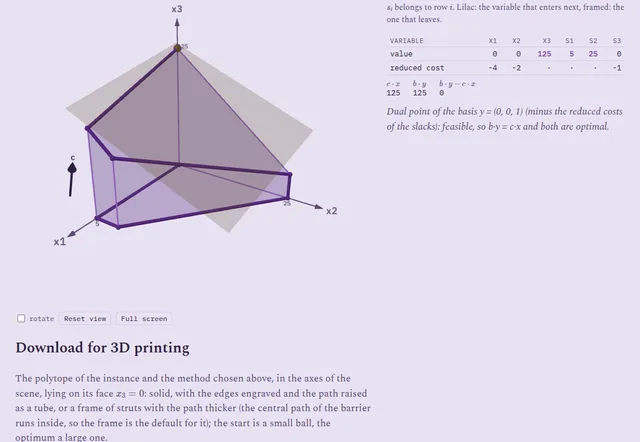 x3
25
c
x2
25
5
x1
rotate Reset view Full screen
Download for 3D printing
The polytope of the instance and the method chosen above, in the axes of the
scene, lying on its face x₃ = 0: solid, with the edges engraved and the path raised
as a tube, or a frame of struts with the path thicker (the central path of the barrier
runs inside, so the frame is the default for it); the start is a small ball, the
optimum a large one.
sᵢ belongs to row i. Lilac: the variable that enters next, framed: the
one that leaves.
VARIABLE X1 X2 X3 S1 S2 S3
value 0 0 125 5 25 0
reduced cost -4 -2 · · · -1
c · x b · y b · y − c · x
125 125 0
Dual point of the basis y = (0, 0, 1) (minus the reduced costs
of the slacks): feasible, so b·y = c·x and both are optimal.